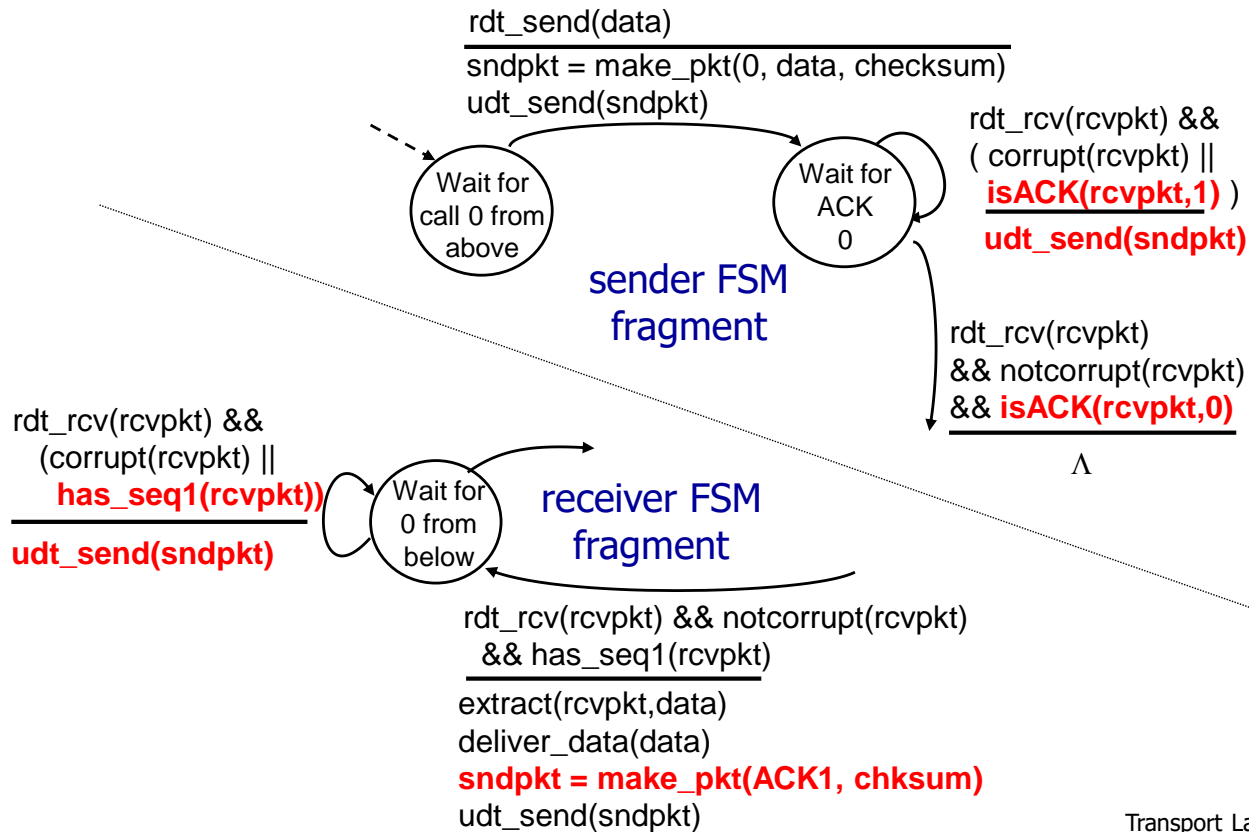 rdt_send(data)
sndpkt = make_pkt(0, data, checksum)
udt_send(sndpkt)
Wait for
call 0 from
above
Wait for
ACK
0
rdt_rcv(rcvpkt) &&
( corrupt(rcvpkt) ||
isACK(rcvpkt,1) )
udt_send(sndpkt)
sender FSM
fragment
rdt_rcv(rcvpkt)
&& notcorrupt(rcvpkt)
&& isACK(rcvpkt,0)
Λ
rdt_rcv(rcvpkt) &&
(corrupt(rcvpkt) ||
has_seq1(rcvpkt))
udt_send(sndpkt)
Wait for
0 from
below
receiver FSM
fragment
rdt_rcv(rcvpkt) && notcorrupt(rcvpkt)
&& has_seq1(rcvpkt)
extract(rcvpkt,data)
deliver_data(data)
sndpkt = make_pkt(ACK1, chksum)
udt_send(sndpkt)
Transport La